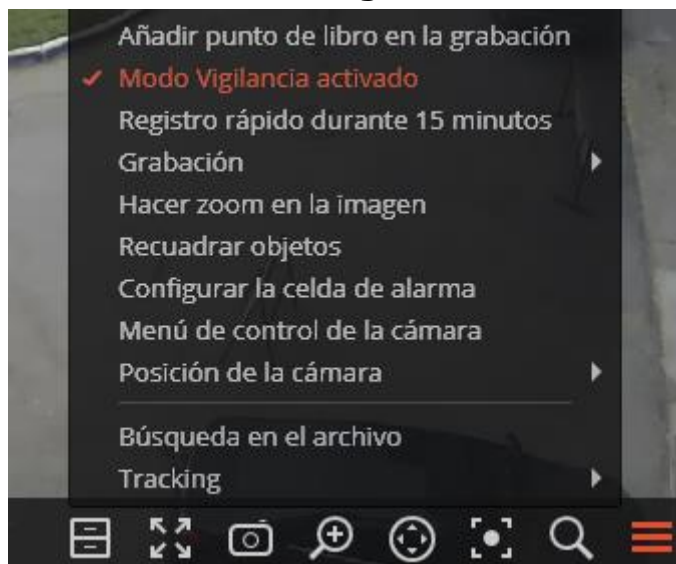 Añadir punto de libro en la grabación
Modo Vigilancia activado
Registro rápido durante 15 minutos
Grabación
Hacer zoom en la imagen
Recuadrar objetos
Configurar la celda de alarma
Menú de control de la cámara
Posición de la cámara
Búsqueda en el archivo
Tracking